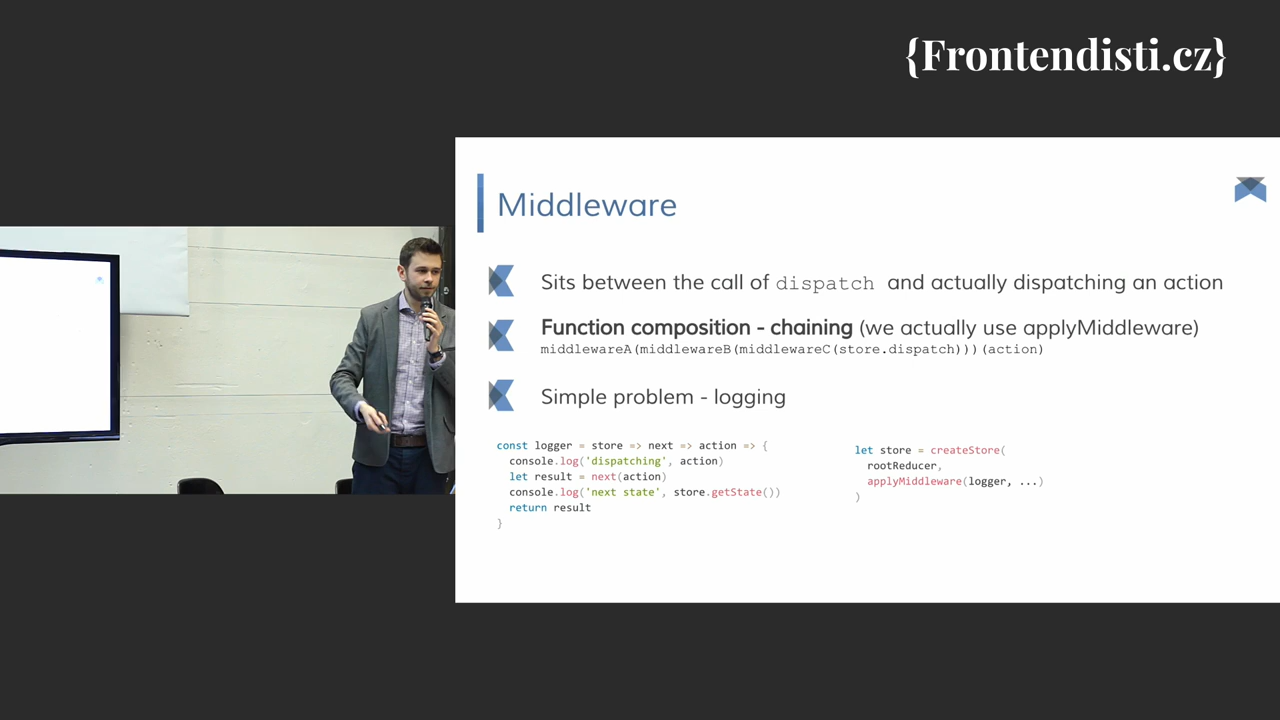 {Frontendisti.cz}
Middleware
Sits between the call of dispatch and actually dispatching an action
Function composition - chaining (we actually use applyMiddleware)
middlewareA(middlewareB(middlewareC(store.dispatch)))(action)
Simple problem - logging
const logger = store => next => action => {
  console.log('dispatching', action)
  let result = next(action)
  console.log('next state', store.getState())
  return result
}
let store = createStore(
  rootReducer,
  applyMiddleware(logger, ...)
)